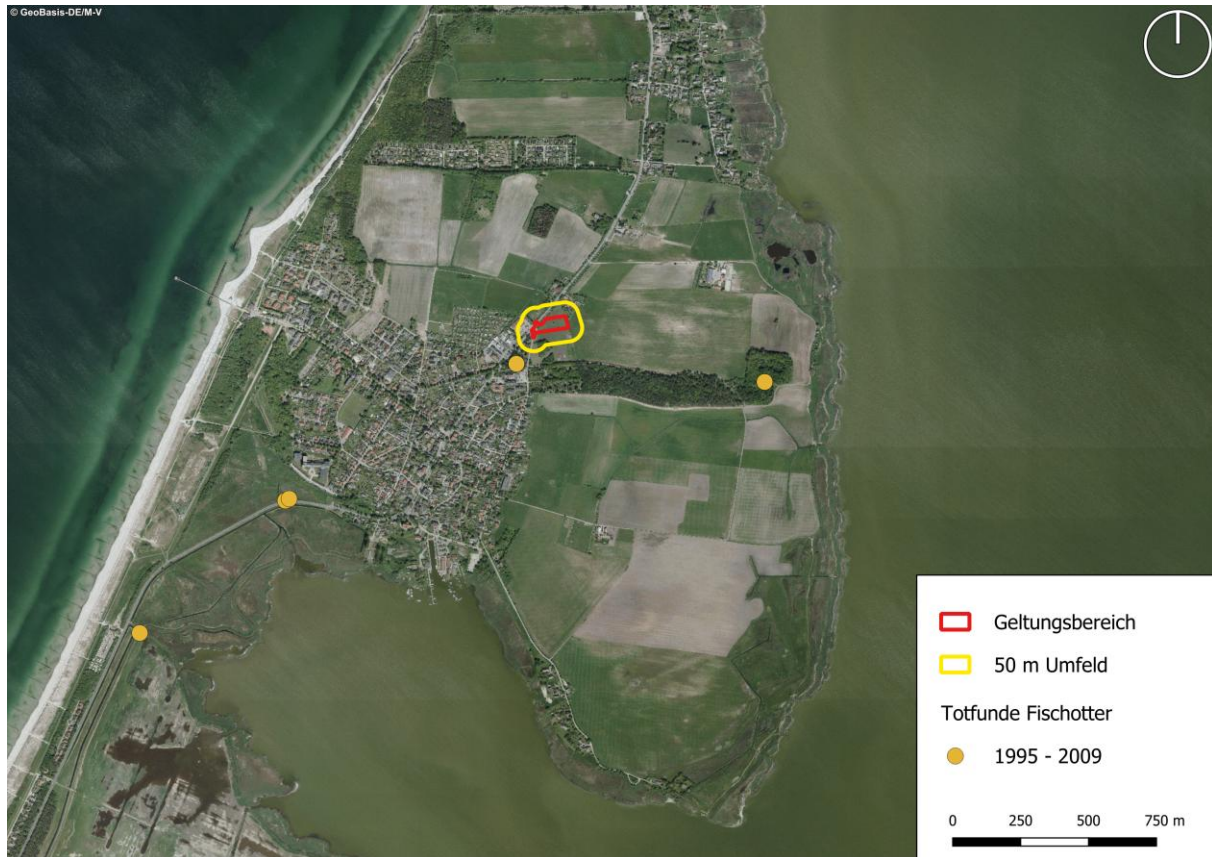 © GeoBasis-DE/M-V
Geltungsbereich
50 m Umfeld
Totfunde Fischotter
1995 - 2009
0 250 500 750 m